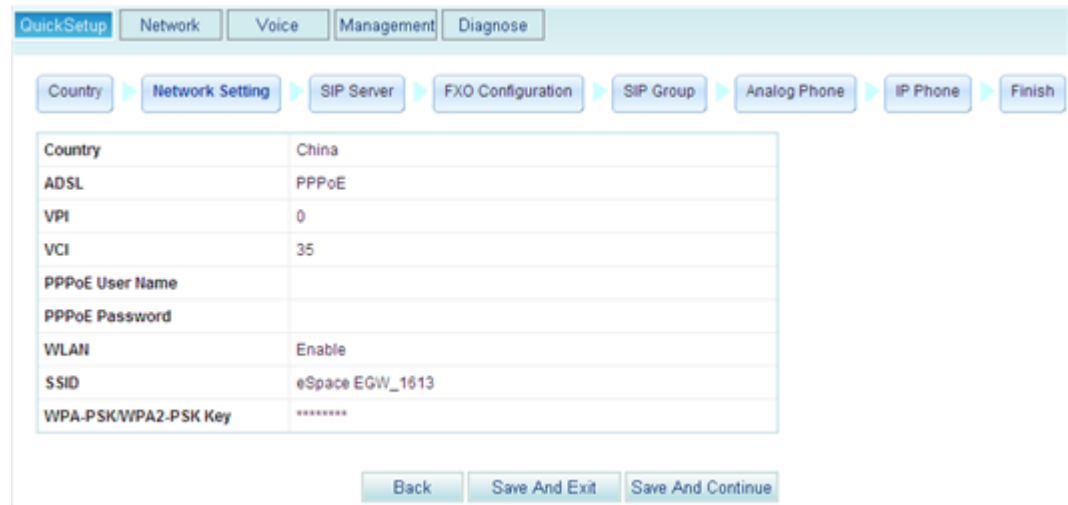 QuickSetup Network Voice Management Diagnose
Country Network Setting SIP Server FXO Configuration SIP Group Analog Phone IP Phone Finish
Country China
ADSL PPPoE
VPI 0
VCI 35
PPPoE User Name
PPPoE Password
WLAN Enable
SSID eSpace EGW_1613
WPA-PSK/WPA2-PSK Key ********
Back Save And Exit Save And Continue